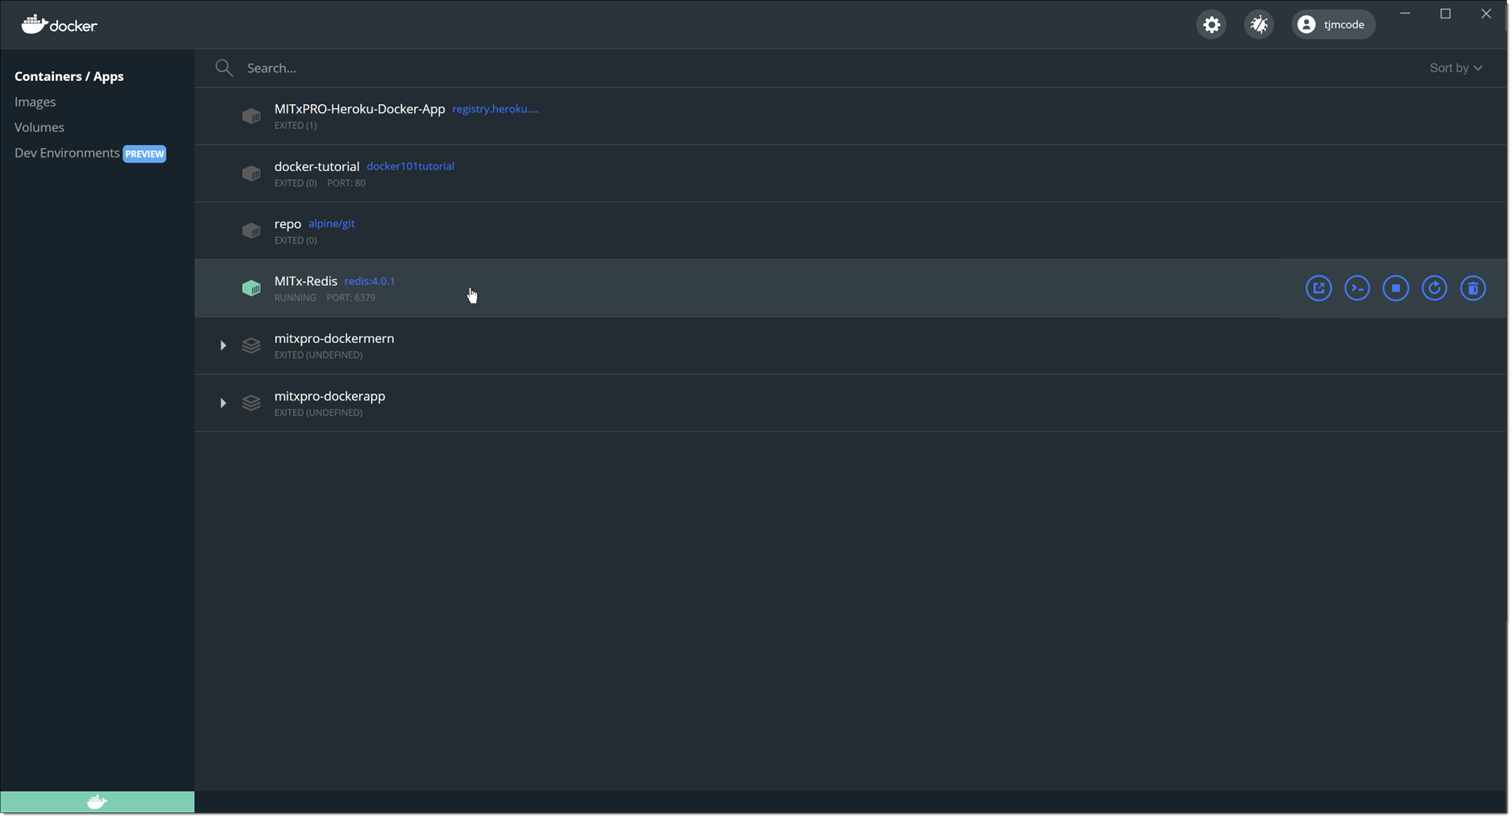 docker
tjmcode
Containers / Apps
Images
Volumes
Dev Environments PREVIEW
Search...
Sort by
MITxPRO-Heroku-Docker-App registry.heroku....
EXITED (1)
docker-tutorial docker101tutorial
EXITED (0) PORT: 80
repo alpine/git
EXITED (0)
MITx-Redis redis:4.0.1
RUNNING PORT: 6379
mitxpro-dockermern
EXITED (UNDEFINED)
mitxpro-dockerapp
EXITED (UNDEFINED)